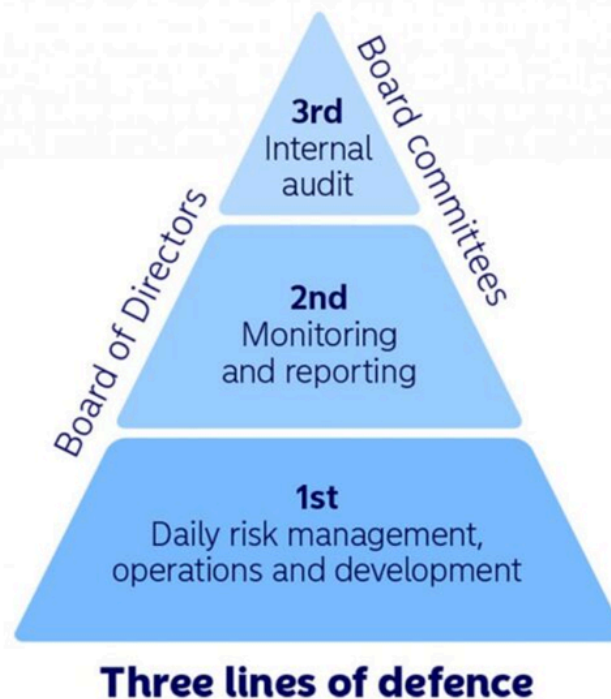 Board committees
3rd
Internal
audit
Board of Directors
2nd
Monitoring
and reporting
1st
Daily risk management,
operations and development
Three lines of defence